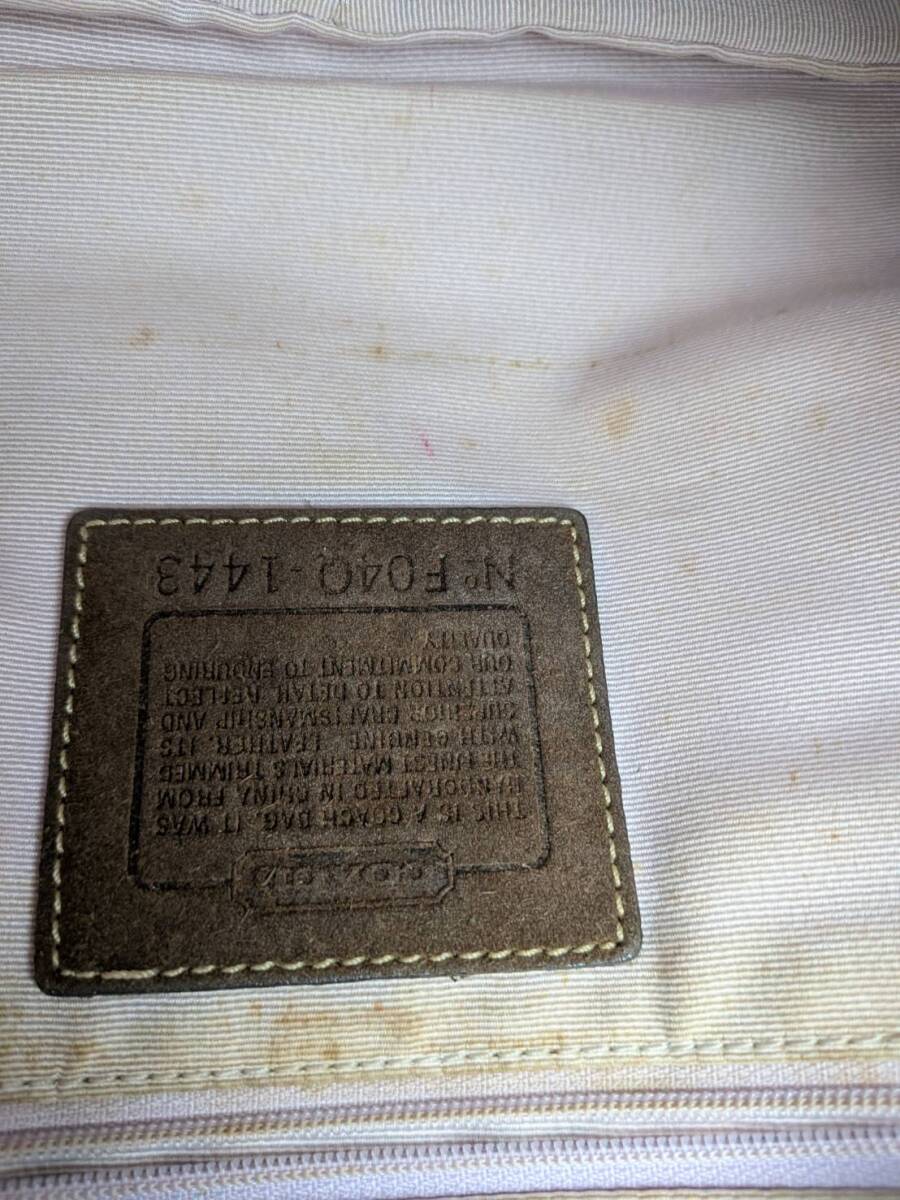 COACH
THIS IS A COACH BAG. IT WAS
HANDCRAFTED IN CHINA FROM
THE FINEST MATERIALS TRIMMED
WITH GENUINE LEATHER. ITS
SUPERIOR CRAFTSMANSHIP AND
ATTENTION TO DETAIL REFLECT
OUR COMMITMENT TO ENDURING
QUALITY
Nº F04Q-1443